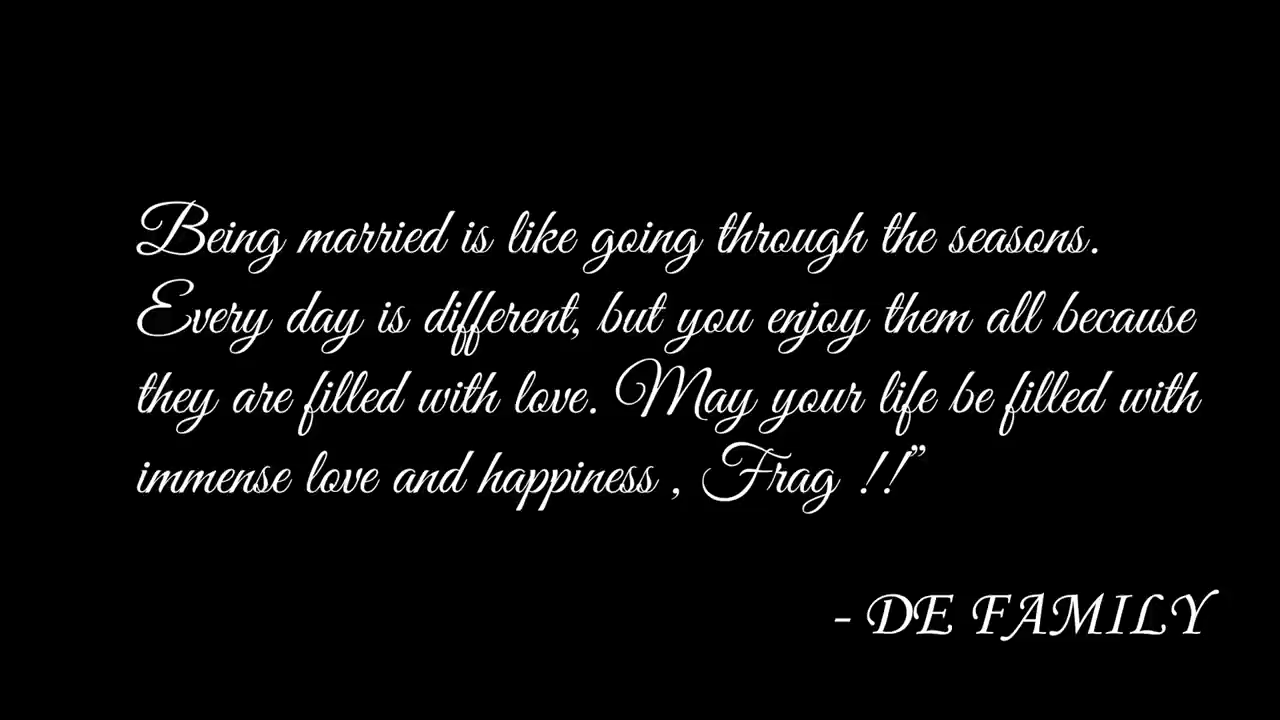 Being married is like going through the seasons.
Every day is different, but you enjoy them all because
they are filled with love. May your life be filled with
immense love and happiness , Frag !!”
- DE FAMILY